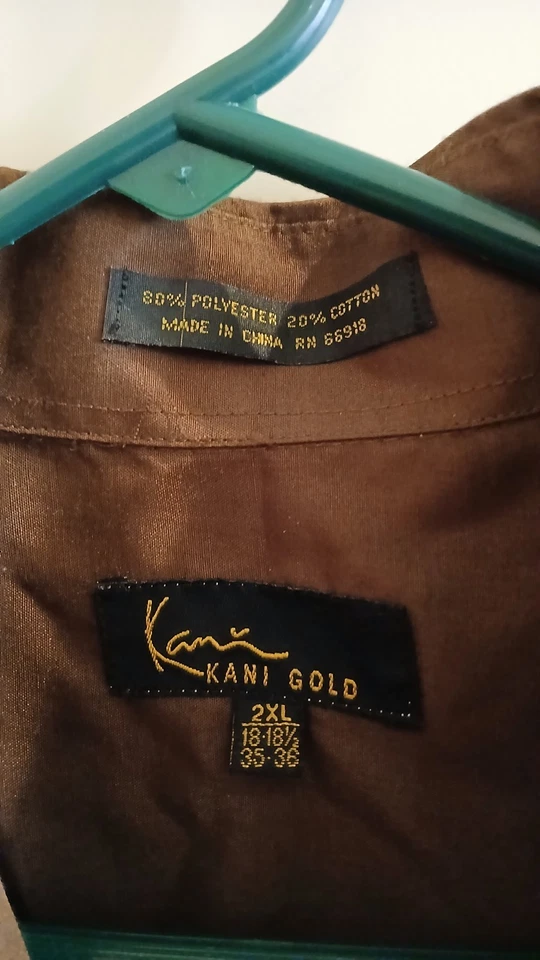 80% POLYESTER 20% COTTON
MADE IN CHINA RN 66918
Kani
KANI GOLD
2XL
18·18½
35·36